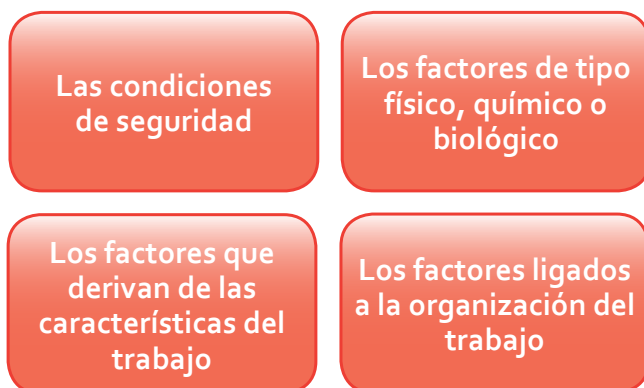 Las condiciones
de seguridad
Los factores de tipo
físico, químico o
biológico
Los factores que
derivan de las
características del
trabajo
Los factores ligados
a la organización del
trabajo